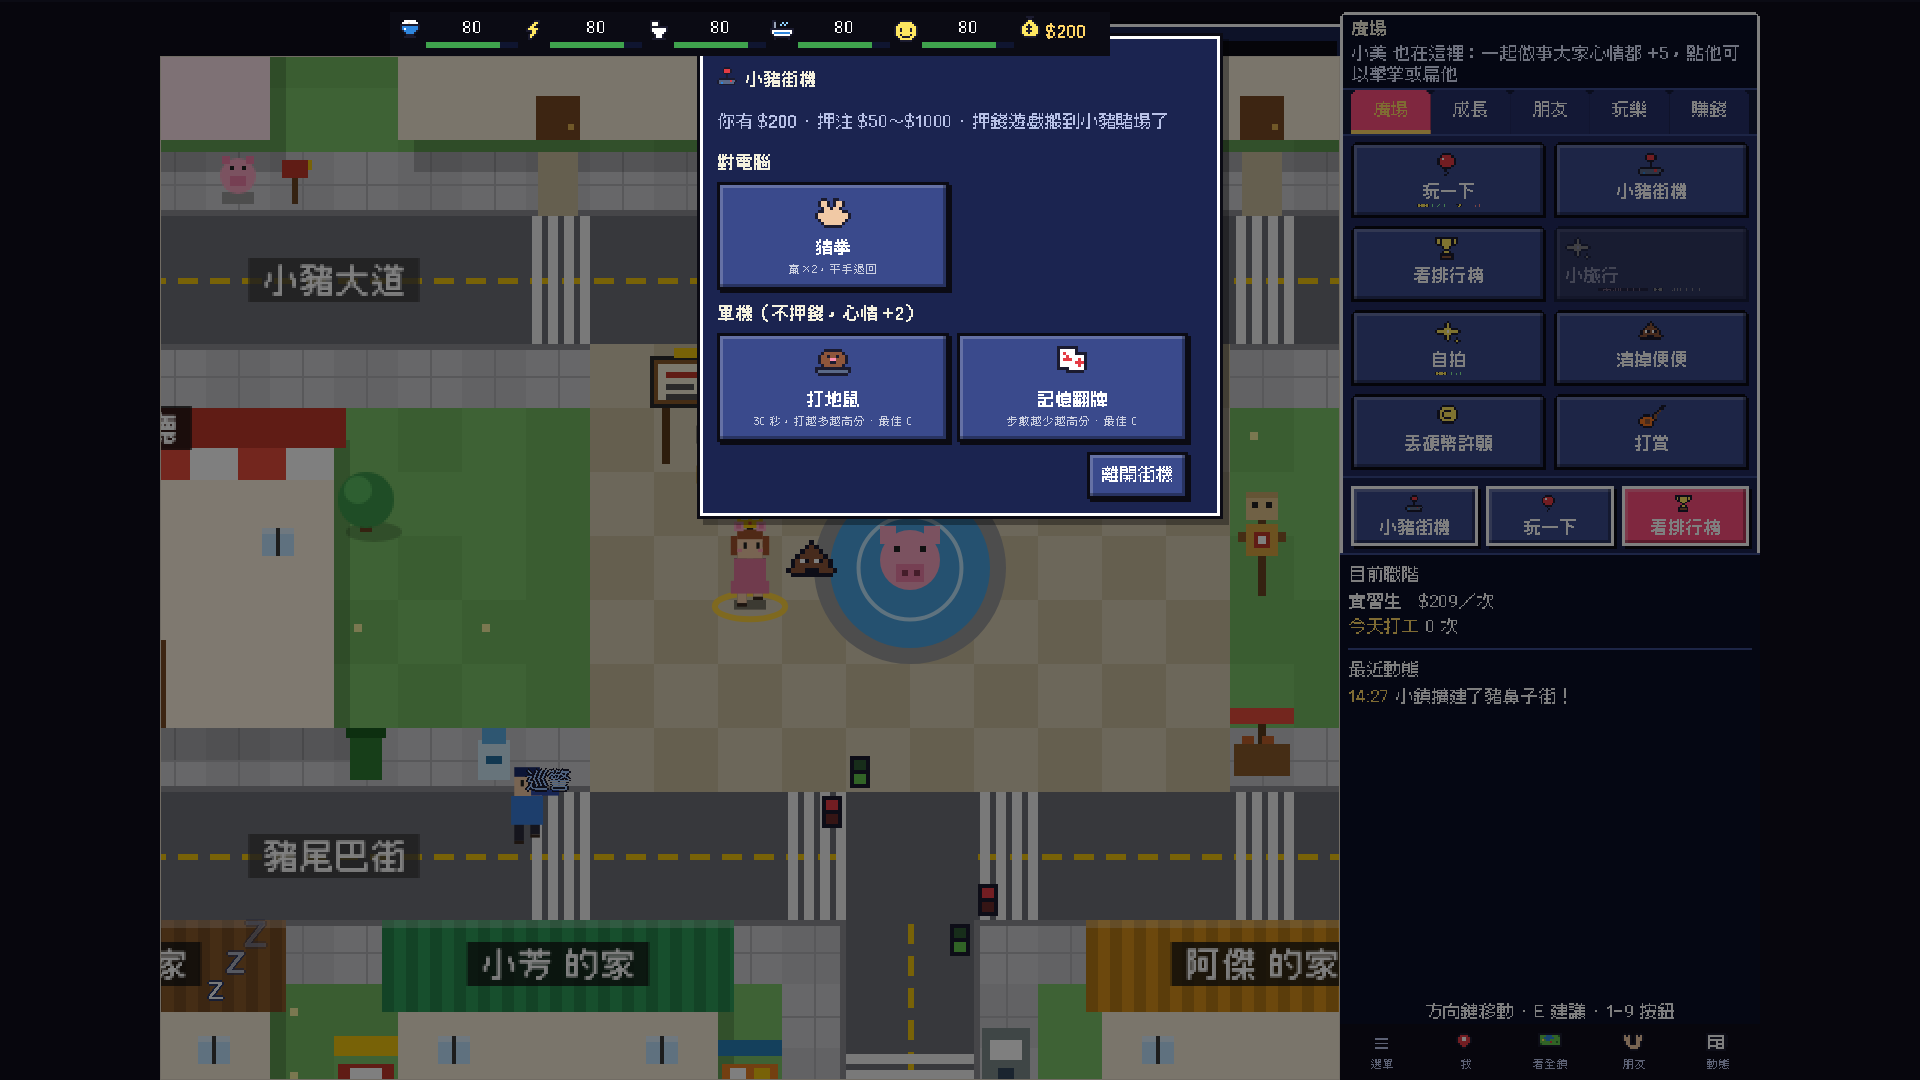 80 80 80 80 80 $200
小豬街機
你有 $200 · 押注 $50～$1000 · 押錢遊戲搬到小豬賭場了
對電腦
猜拳
贏×2，平手退回
單機（不押錢，心情+2）
打地鼠
30 秒，打越多越高分 · 最佳 0
記憶翻牌
步數越少越高分 · 最佳 0
離開街機
小豬大道
巡警
豬尾巴街
家
Z
Z
Z
小芳 的家
阿傑 的家
廣場
小美 也在這裡：一起做事大家心情都 +5，點他可
以擊掌或扁他
廣場 成長 朋友 玩樂 賺錢
玩一下
小豬街機
看排行榜
小旅行
自拍
清掉便便
丟硬幣許願
打賞
小豬街機
玩一下
看排行榜
目前職階
實習生 $209／次
今天打工 0 次
最近動態
14:27 小鎮擴建了豬鼻子街！
方向鍵移動 · E 建議 · 1-9 按鈕
選單 我 看全鎮 朋友 動態